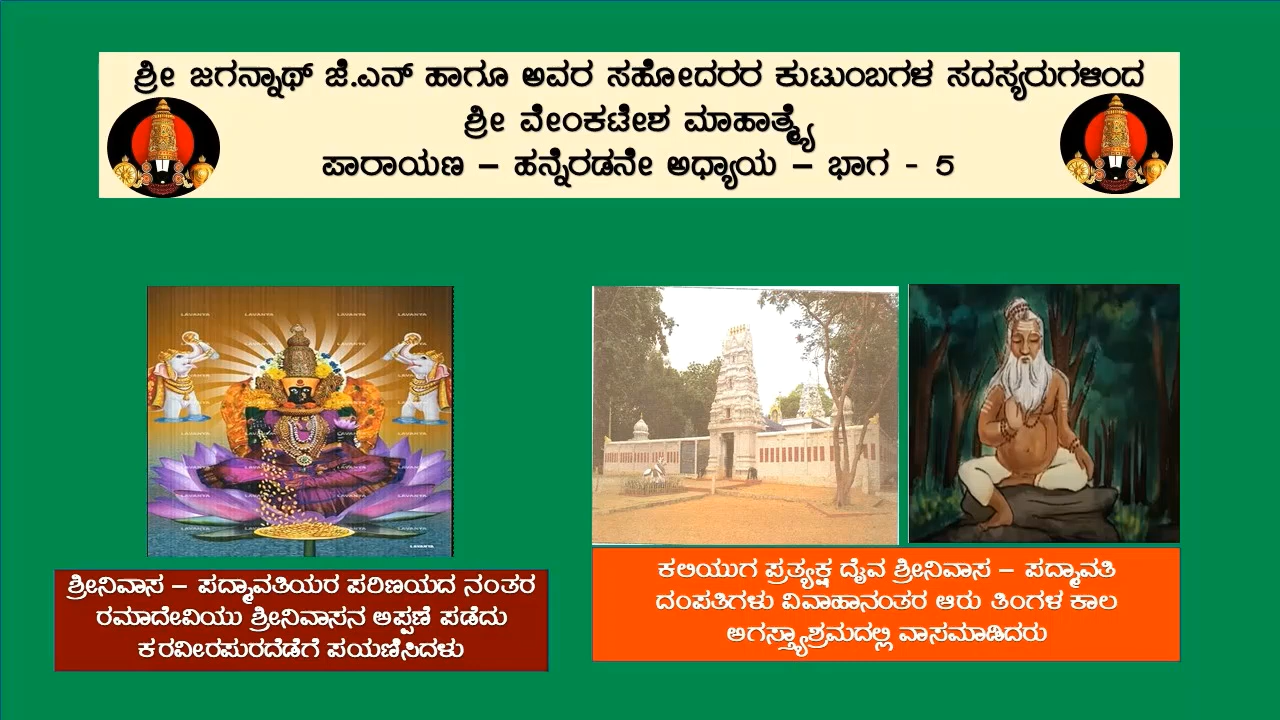 ಶ್ರೀ ಜಗನ್ನಾಥ್ ಜೆ.ಎನ್ ಹಾಗೂ ಅವರ ಸಹೋದರರ ಕುಟುಂಬಗಳ ಸದಸ್ಯರುಗಳಿಂದ
ಶ್ರೀ ವೇಂಕಟೇಶ ಮಾಹಾತ್ಮ್ಯೆ
ಪಾರಾಯಣ – ಹನ್ನೆರಡನೇ ಅಧ್ಯಾಯ – ಭಾಗ - 5
ಶ್ರೀನಿವಾಸ – ಪದ್ಮಾವತಿಯರ ಪರಿಣಯದ ನಂತರ
ರಮಾದೇವಿಯು ಶ್ರೀನಿವಾಸನ ಅಪ್ಪಣೆ ಪಡೆದು
ಕರವೀರಪುರದೆಡೆಗೆ ಪಯಣಿಸಿದಳು
ಕಲಿಯುಗ ಪ್ರತ್ಯಕ್ಷ ದೈವ ಶ್ರೀನಿವಾಸ – ಪದ್ಮಾವತಿ
ದಂಪತಿಗಳು ವಿವಾಹಾನಂತರ ಆರು ತಿಂಗಳ ಕಾಲ
ಅಗಸ್ತ್ಯಾಶ್ರಮದಲ್ಲಿ ವಾಸಮಾಡಿದರು
LAVANYA